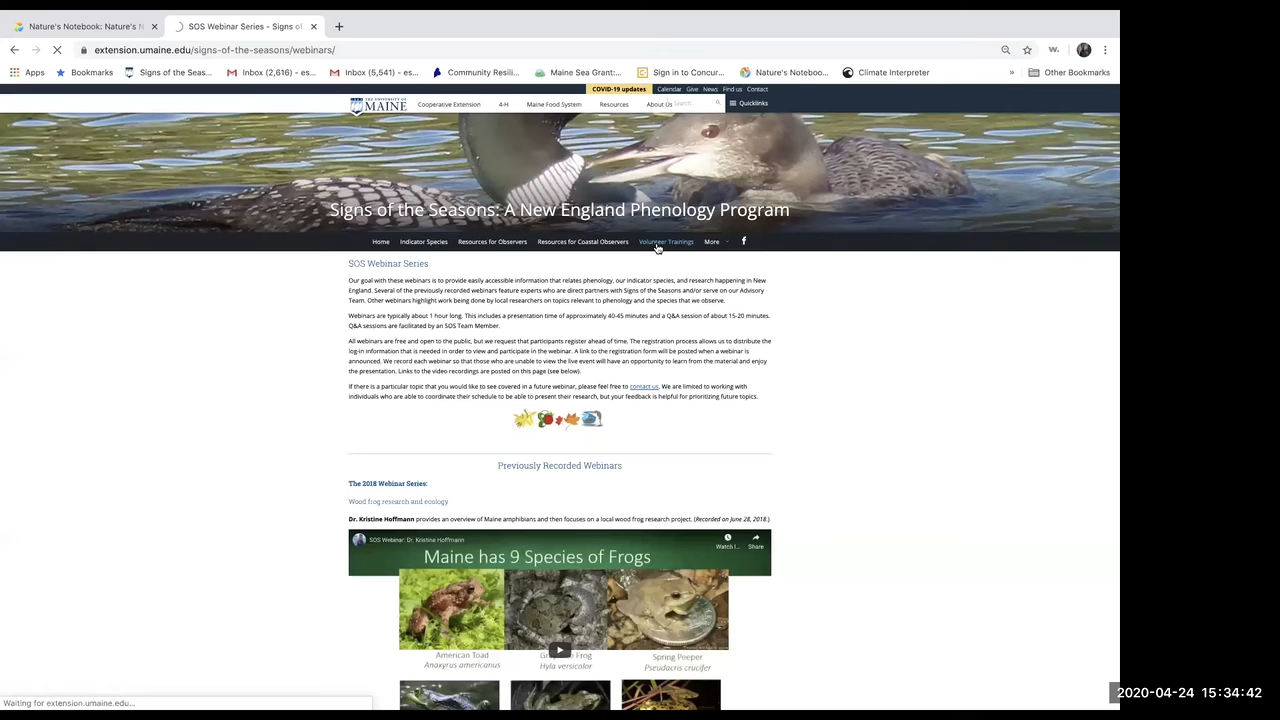 Nature's Notebook: Nature's N
SOS Webinar Series - Signs of
extension.umaine.edu/signs-of-the-seasons/webinars/
Apps
Bookmarks
Signs of the Seas...
Inbox (2,616) - es...
Inbox (5,541) - es...
Community Resili...
Maine Sea Grant:...
Sign in to Concur...
Nature's Noteboo...
Climate Interpreter
»
Other Bookmarks
COVID-19 updates Calendar Give News Find us Contact
THE UNIVERSITY OF
MAINE
Cooperative Extension 4-H Maine Food System Resources About Us Search... Quicklinks
Signs of the Seasons: A New England Phenology Program
Home Indicator Species Resources for Observers Resources for Coastal Observers Volunteer Trainings More
SOS Webinar Series
Our goal with these webinars is to provide easily accessible information that relates phenology, our indicator species, and research happening in New
England. Several of the previously recorded webinars feature experts who are direct partners with Signs of the Seasons and/or serve on our Advisory
Team. Other webinars highlight work being done by local researchers on topics relevant to phenology and the species that we observe.
Webinars are typically about 1 hour long. This includes a presentation time of approximately 40-45 minutes and a Q&A session of about 15-20 minutes.
Q&A sessions are facilitated by an SOS Team Member.
All webinars are free and open to the public, but we request that participants register ahead of time. The registration process allows us to distribute the
log-in information that is needed in order to view and participate in the webinar. A link to the registration form will be posted when a webinar is
announced. We record each webinar so that those who are unable to view the live event will have an opportunity to learn from the material and enjoy
the presentation. Links to the video recordings are posted on this page (see below).
If there is a particular topic that you would like to see covered in a future webinar, please feel free to contact us. We are limited to working with
individuals who are able to coordinate their schedule to be able to present their research, but your feedback is helpful for prioritizing future topics.
Previously Recorded Webinars
The 2018 Webinar Series:
Wood frog research and ecology
Dr. Kristine Hoffmann provides an overview of Maine amphibians and then focuses on a local wood frog research project. (Recorded on June 28, 2018.)
SOS Webinar: Dr. Kristine Hoffmann
Watch l... Share
Maine has 9 Species of Frogs
American Toad
Anaxyrus americanus
Frog
Hyla versicolor
Spring Peeper
Pseudacris crucifer
Waiting for extension.umaine.edu...
2020-04-24 15:34:42